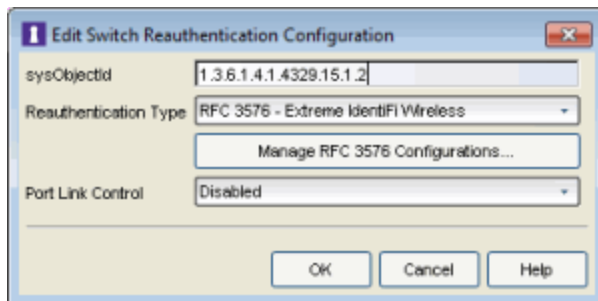 Edit Switch Reauthentication Configuration
sysObjectId 1.3.6.1.4.1.4329.15.1.2
Reauthentication Type RFC 3576 - Extreme IdentiFi Wireless
Manage RFC 3576 Configurations...
Port Link Control Disabled
OK Cancel Help